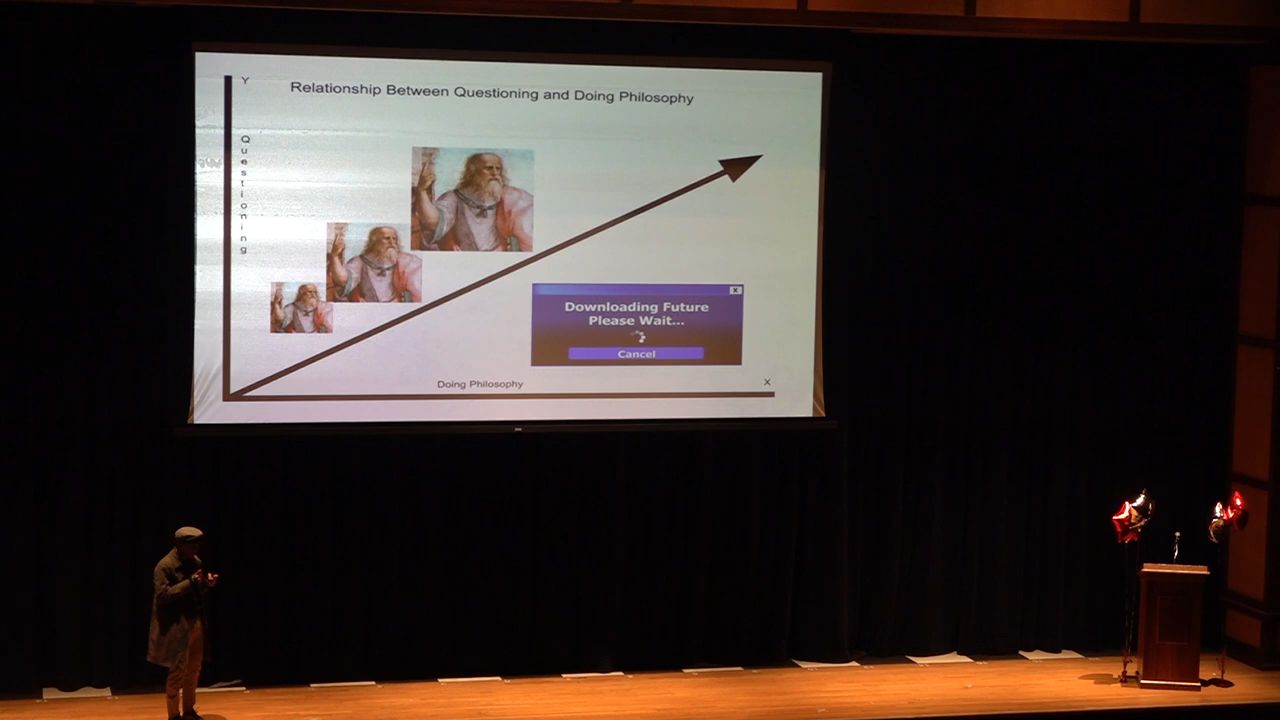 Y
Relationship Between Questioning and Doing Philosophy
Questioning
x
Downloading Future
Please Wait...
Cancel
Doing Philosophy
X